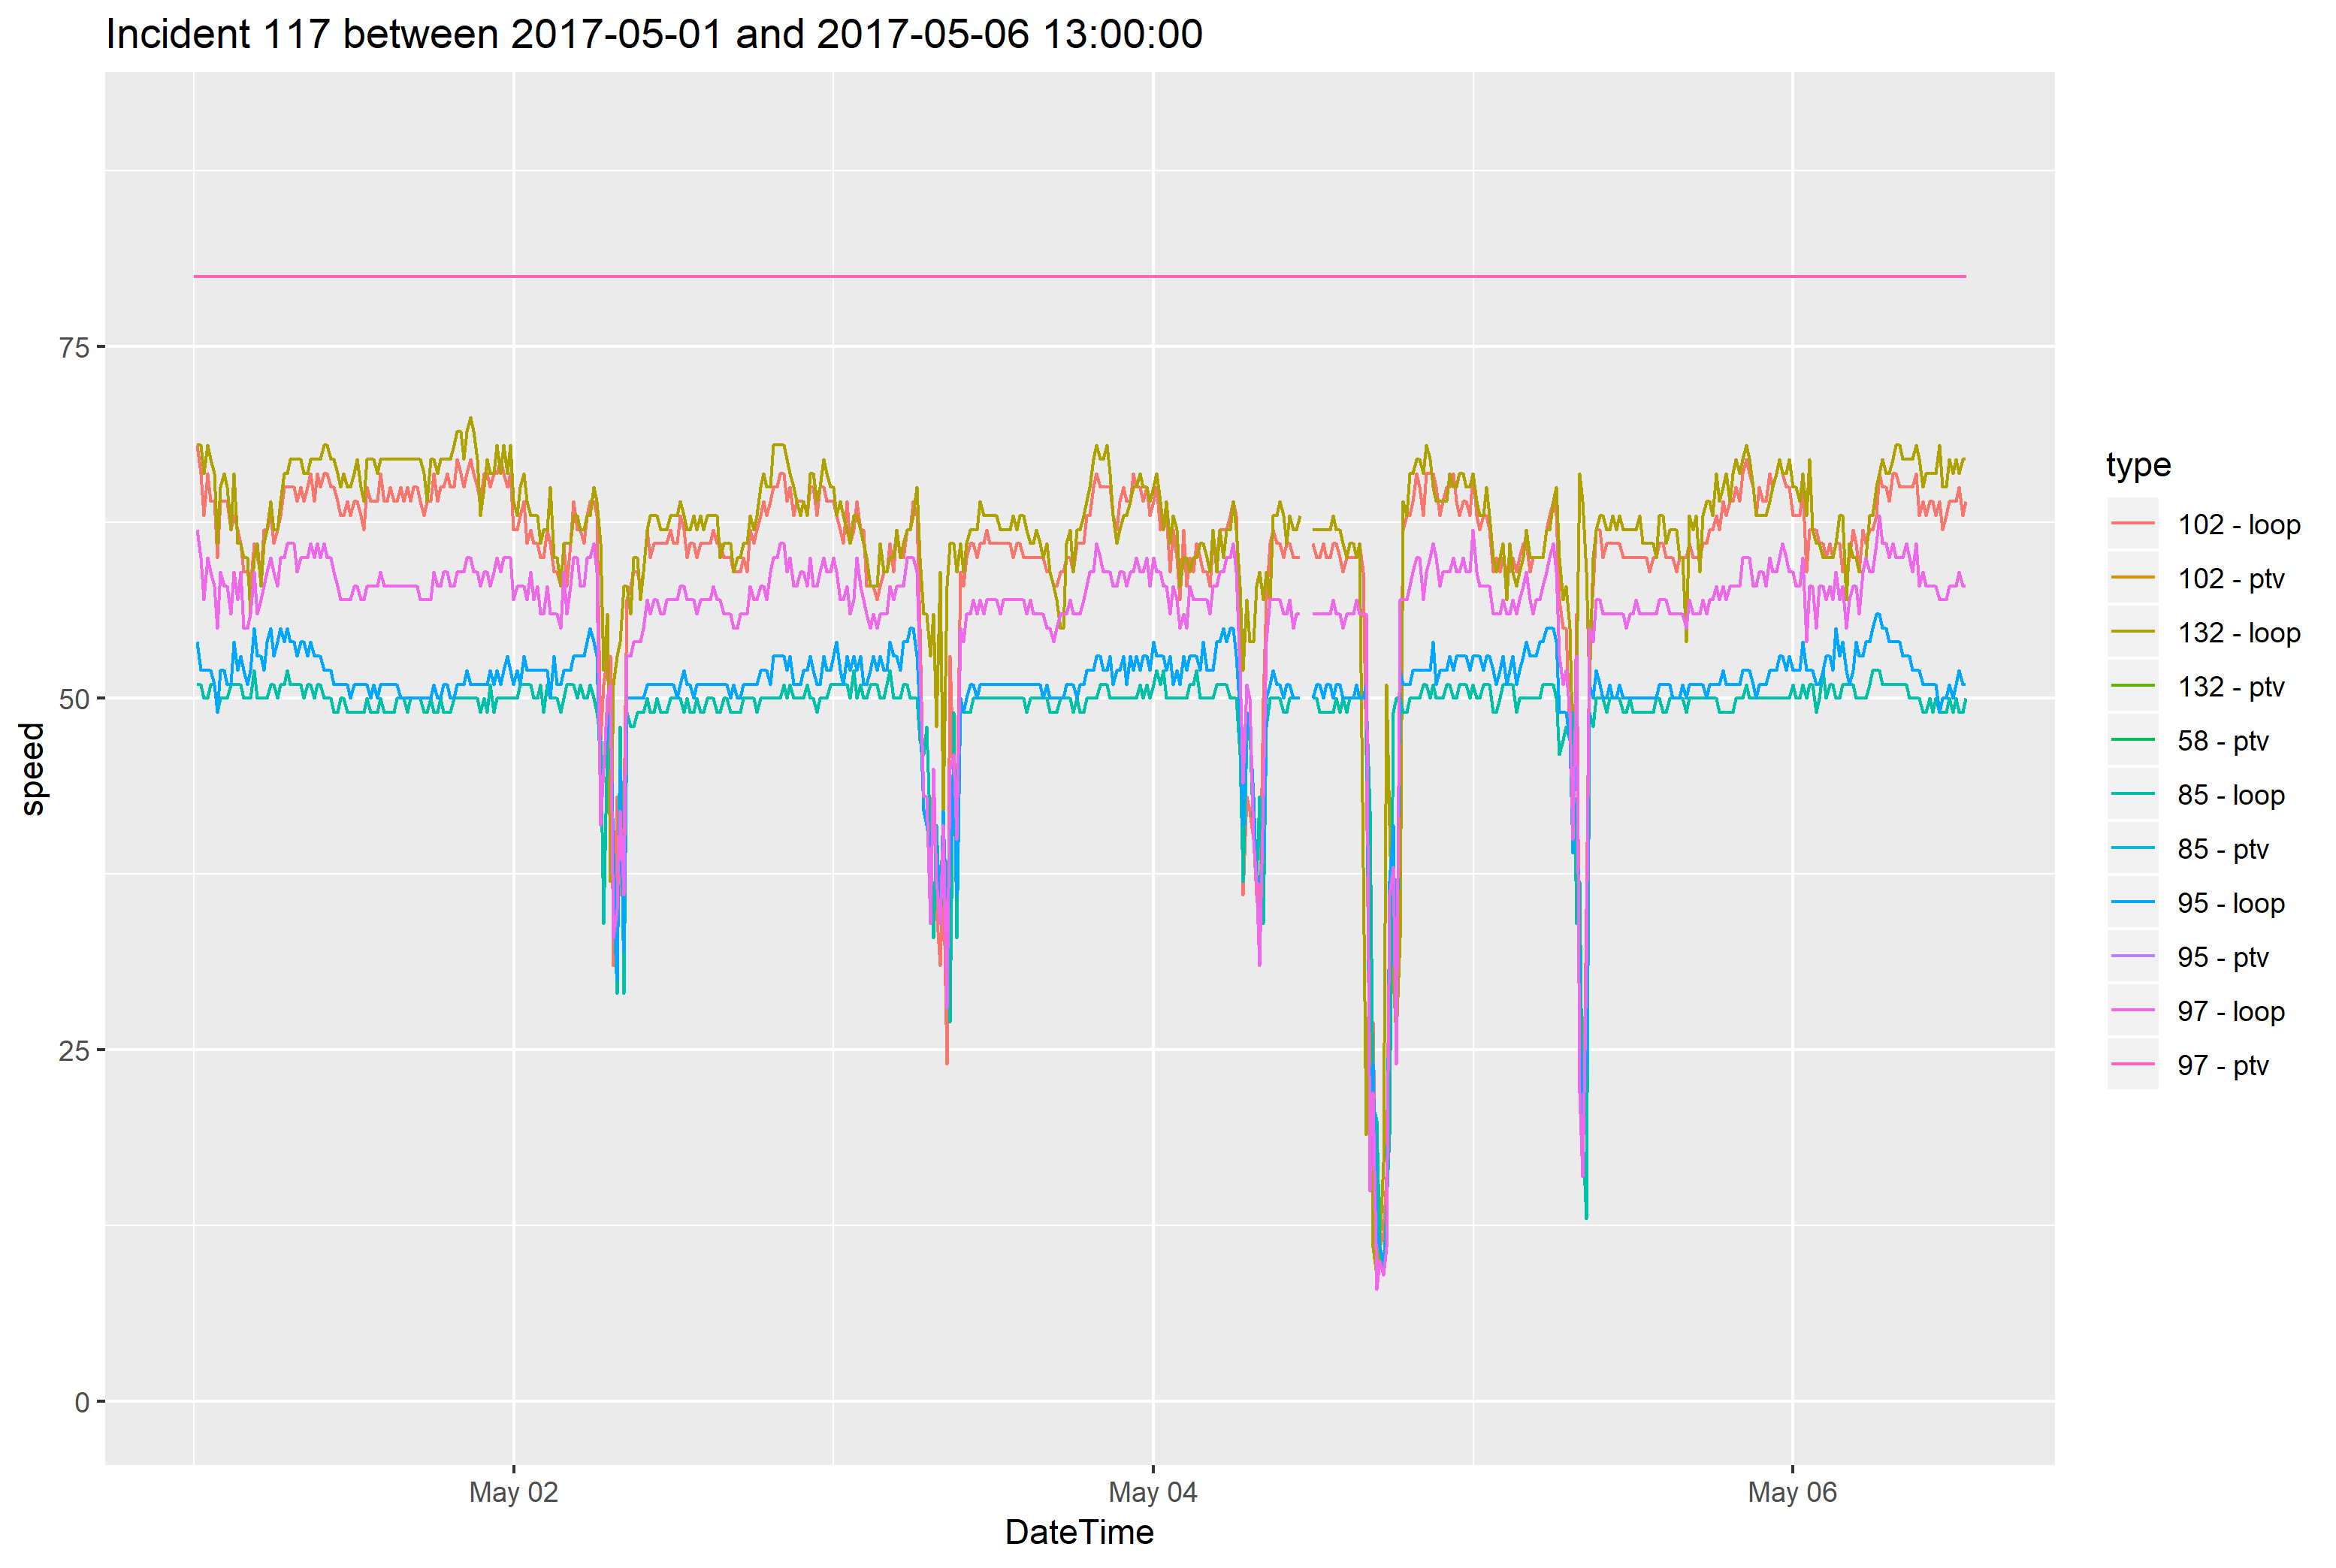 Incident 117 between 2017-05-01 and 2017-05-06 13:00:00
75
50
25
0
speed
May 02
May 04
May 06
DateTime
type
102 - loop
102 - ptv
132 - loop
132 - ptv
58 - ptv
85 - loop
85 - ptv
95 - loop
95 - ptv
97 - loop
97 - ptv